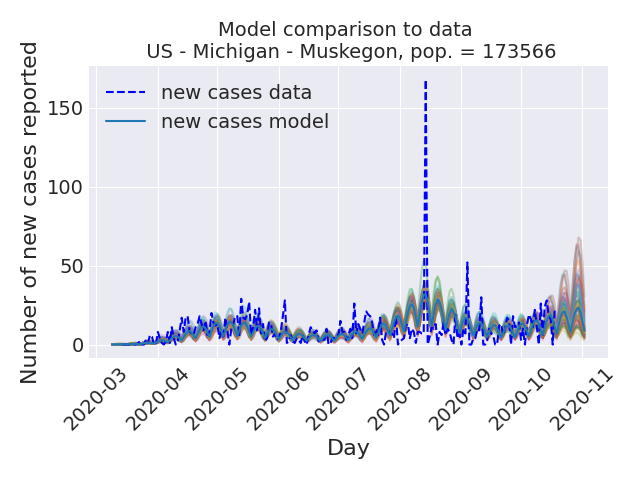 Model comparison to data
US - Michigan - Muskegon, pop. = 173566
Number of new cases reported
150
100
50
0
new cases data
new cases model
2020-03
2020-04
2020-05
2020-06
2020-07
2020-08
2020-09
2020-10
2020-11
Day